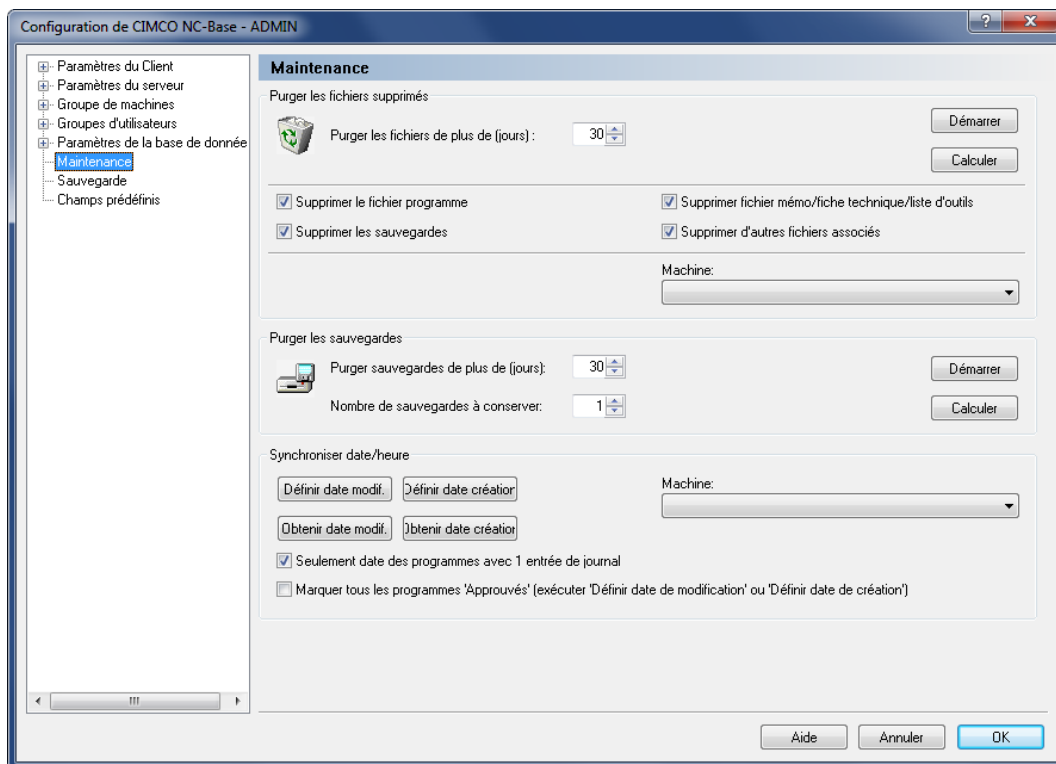 Configuration de CIMCO NC-Base - ADMIN
Paramètres du Client
Paramètres du serveur
Groupe de machines
Groupes d'utilisateurs
Paramètres de la base de donnée
Maintenance
Sauvegarde
Champs prédéfinis
Maintenance
Purger les fichiers supprimés
Purger les fichiers de plus de (jours) : 30
Démarrer
Calculer
Supprimer le fichier programme
Supprimer fichier mémo/fiche technique/liste d'outils
Supprimer les sauvegardes
Supprimer d'autres fichiers associés
Machine:
Purger les sauvegardes
Purger sauvegardes de plus de (jours): 30
Démarrer
Nombre de sauvegardes à conserver: 1
Calculer
Synchroniser date/heure
Définir date modif.
Définir date création
Machine:
Obtenir date modif.
Obtenir date création
Seulement date des programmes avec 1 entrée de journal
Marquer tous les programmes 'Approuvés' (exécuter 'Définir date de modification' ou 'Définir date de création')
Aide
Annuler
OK